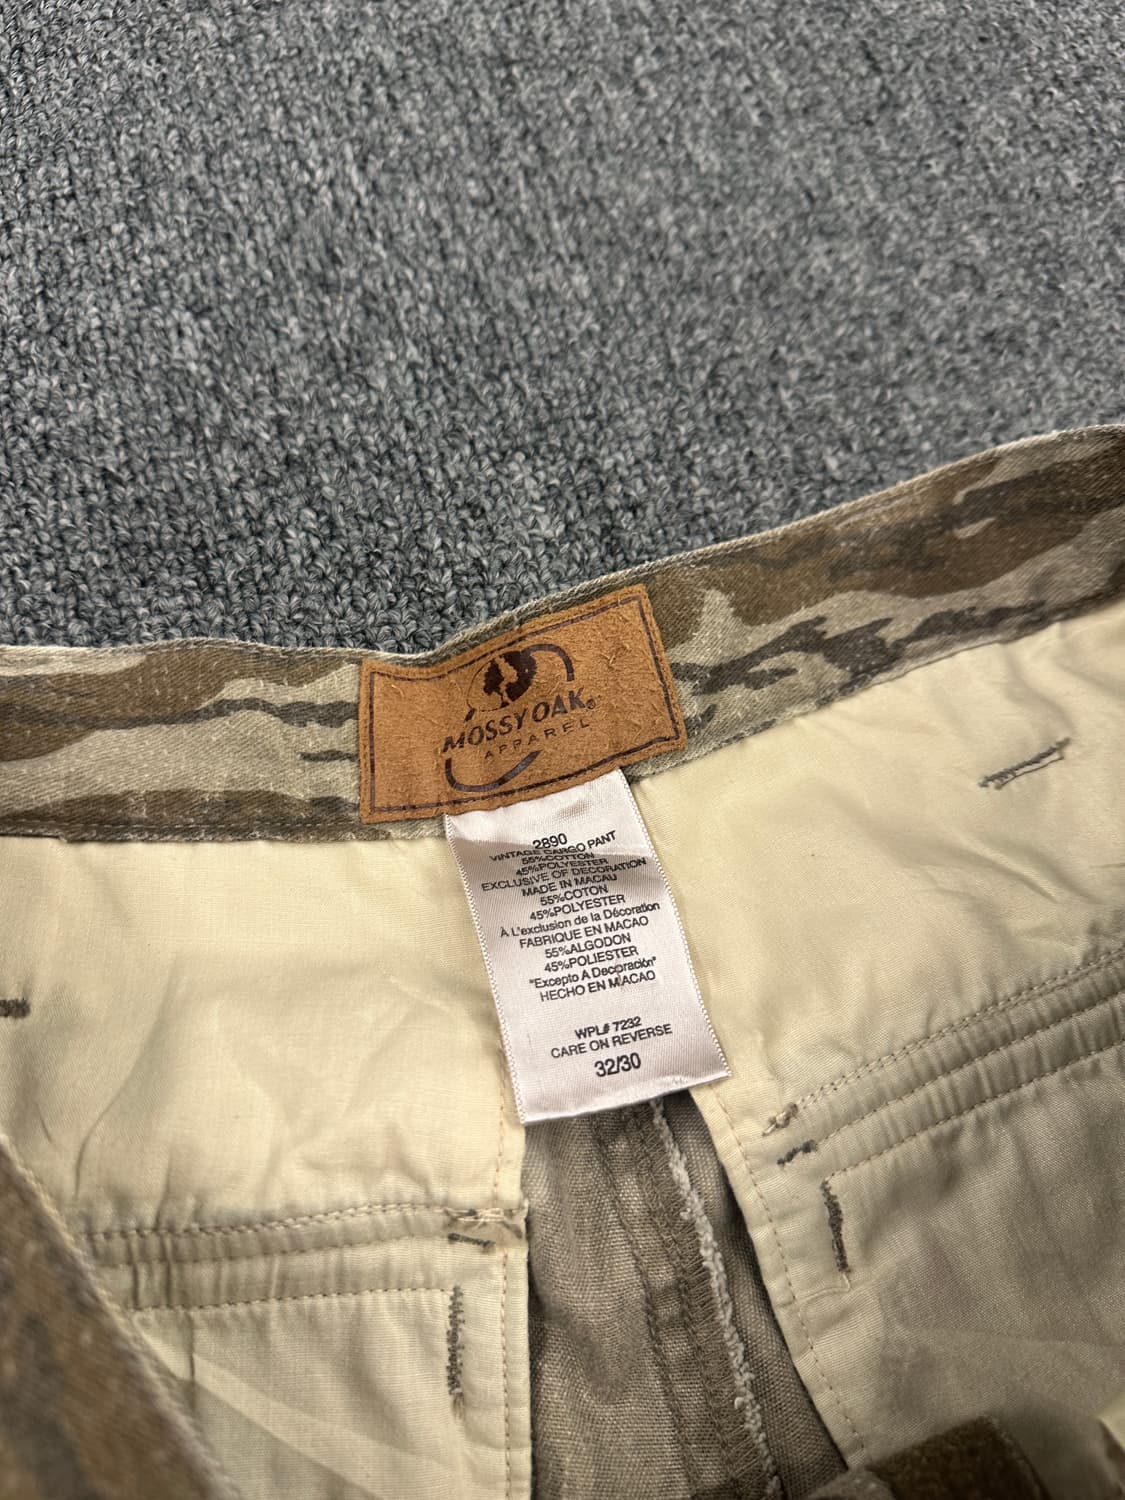 MOSSY OAK®
APPAREL
2890
VINTAGE CARGO PANT
55%COTTON
45%POLYESTER
EXCLUSIVE OF DECORATION
MADE IN MACAU
55%COTON
45%POLYESTER
À L'exclusion de la Décoration
FABRIQUE EN MACAO
55%ALGODON
45%POLIESTER
"Excepto A Decoración"
HECHO EN MACAO
WPL# 7232
CARE ON REVERSE
32/30